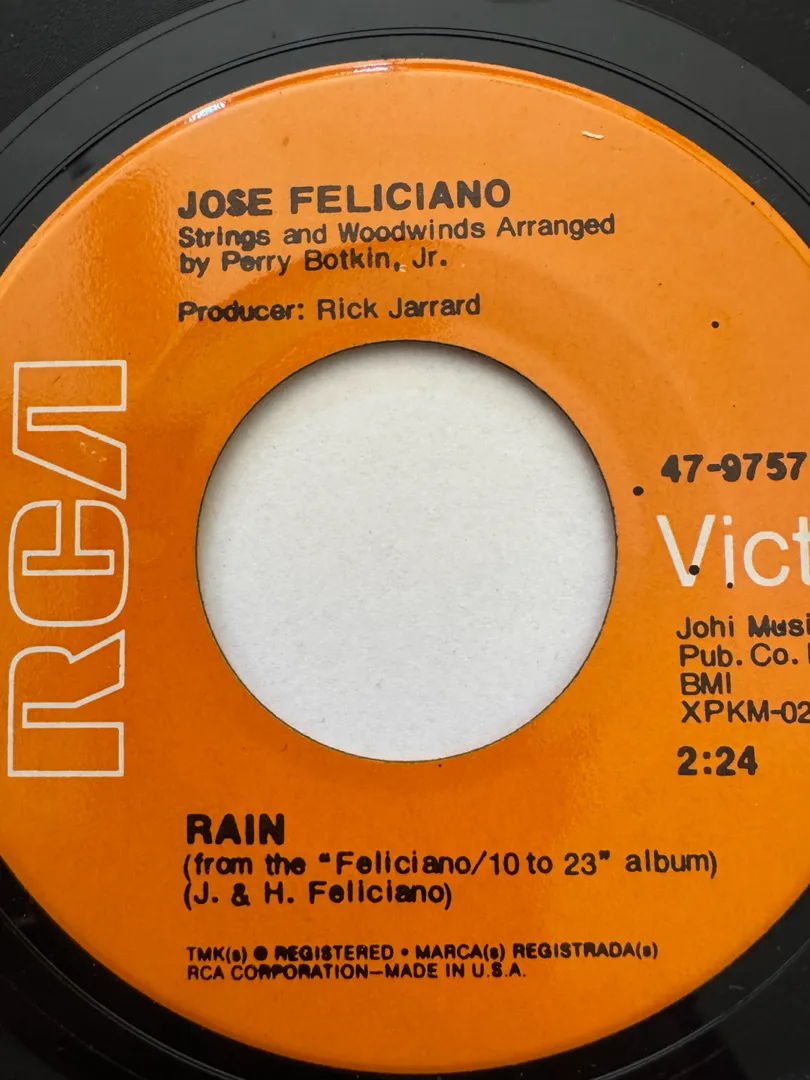 JOSE FELICIANO
Strings and Woodwinds Arranged
by Perry Botkin, Jr.
Producer: Rick Jarrard
RCA
47-9757
Vict
Johi Musi
Pub. Co.
BMI
XPKM-02
2:24
RAIN
(from the "Feliciano/10 to 23" album)
(J. & H. Feliciano)
TMK(s) ® REGISTERED • MARCA(s) REGISTRADA(s)
RCA CORPORATION—MADE IN U.S.A.